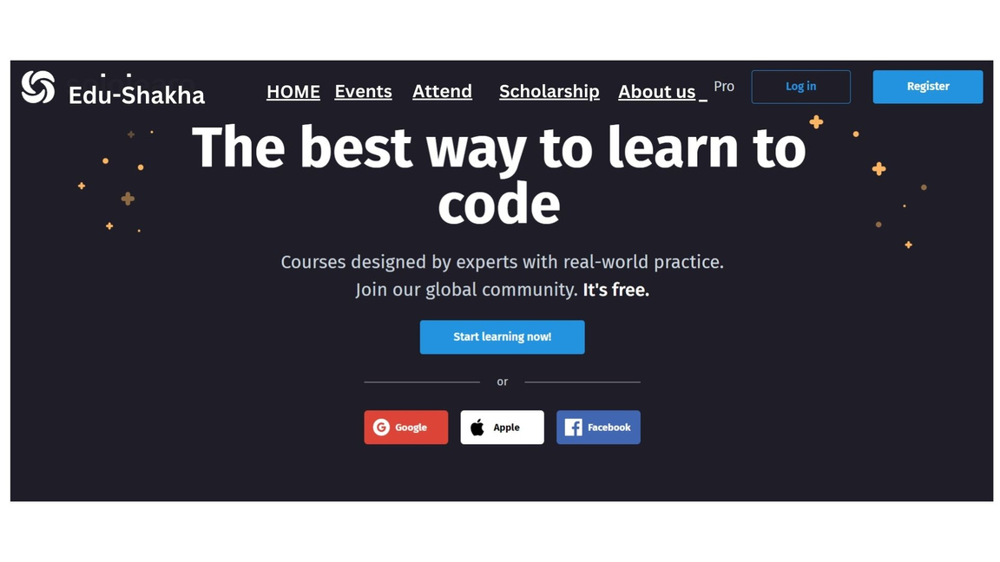 Edu-Shakha
HOME Events Attend Scholarship About us _ Pro Log in Register
The best way to learn to
code
Courses designed by experts with real-world practice.
Join our global community. It's free.
Start learning now!
or
Google Apple Facebook